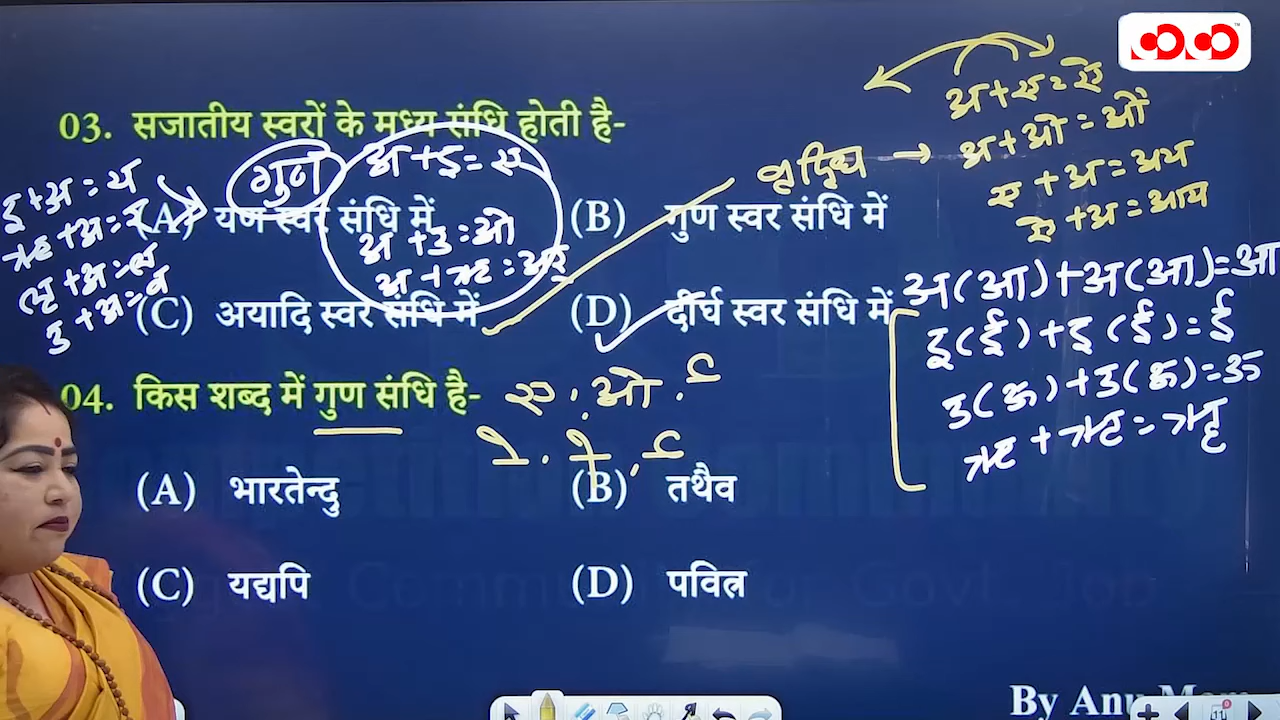 03. सजातीय स्वरों के मध्य संधि होती है-
(A) यण स्वर संधि में
(B) गुण स्वर संधि में
(C) अयादि स्वर संधि में
(D) दीर्घ स्वर संधि में
गुण
अ + इ = ए
अ + उ = ओ
अ + ऋ = अर्
इ + अ = य
ऋ + अ = र
लृ + अ = ल
उ + अ = व
वृद्धि →
अ + ए = ऐ
अ + ओ = औ
ए + अ = अय
ऐ + अ = आय
अ (आ) + अ (आ) = आ
इ (ई) + इ (ई) = ई
उ (ऊ) + उ (ऊ) = ऊ
ऋ + ऋ = ॠ
04. किस शब्द में गुण संधि है-
ए . ओ .
(A) भारतेन्दु
(B) तथैव
(C) यद्यपि
(D) पवित्र
By Anu